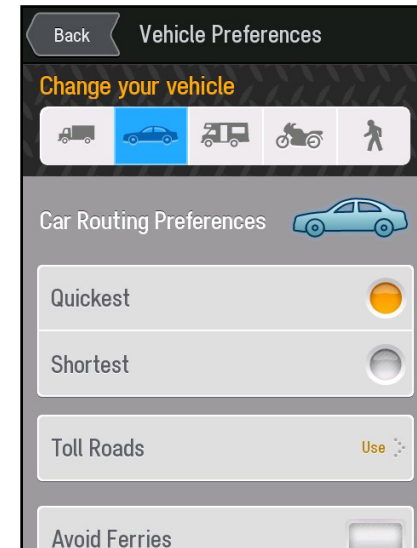 Back
Vehicle Preferences
Change your vehicle
Car Routing Preferences
Quickest
Shortest
Toll Roads
Use
Avoid Ferries